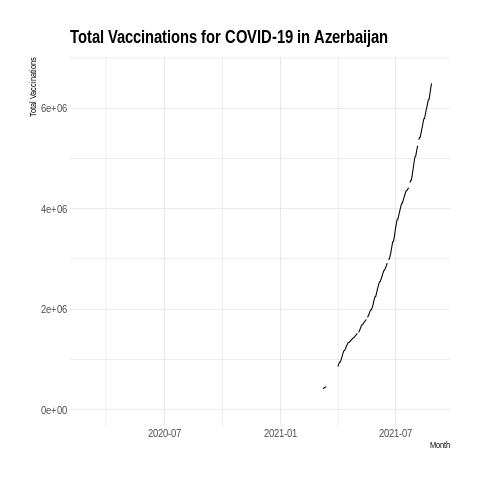 Total Vaccinations for COVID-19 in Azerbaijan
Total Vaccinations
6e+06
4e+06
2e+06
0e+00
2020-07
2021-01
2021-07
Month